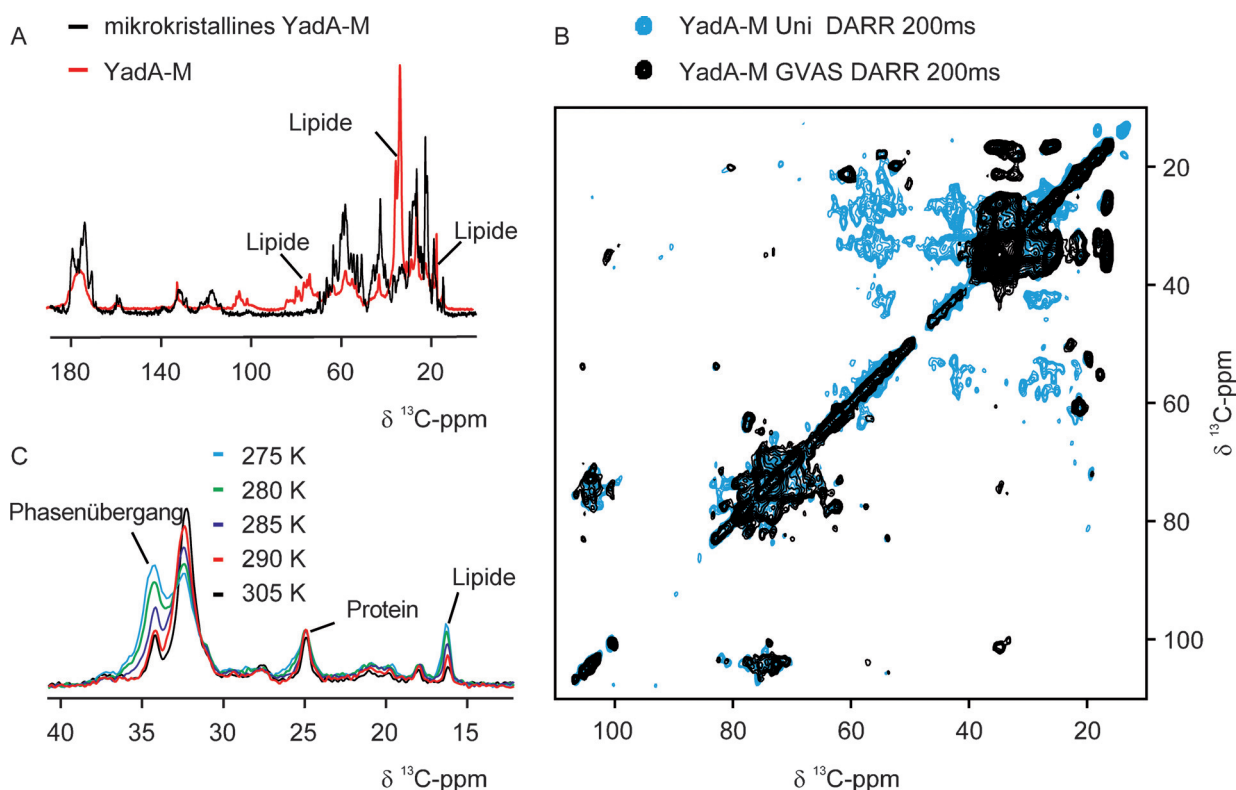 A
mikrokristallines YadA-M
YadA-M
Lipide
Lipide
Lipide
180 140 100 60 20
δ ¹³C-ppm
B
YadA-M Uni DARR 200ms
YadA-M GVAS DARR 200ms
20
40
60
80
100
δ ¹³C-ppm
100 80 60 40 20
δ ¹³C-ppm
C
275 K
280 K
285 K
290 K
305 K
Phasenübergang
Protein
Lipide
40 35 30 25 20 15
δ ¹³C-ppm